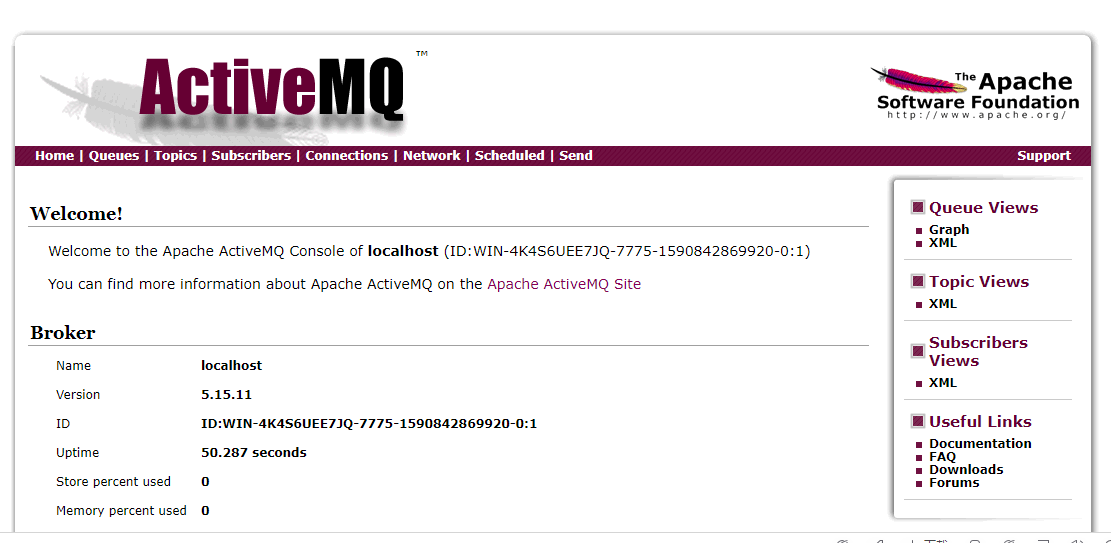 ActiveMQ ™
The Apache
Software Foundation
http://www.apache.org/
Home | Queues | Topics | Subscribers | Connections | Network | Scheduled | Send
Support
Welcome!
Welcome to the Apache ActiveMQ Console of localhost (ID:WIN-4K4S6UEE7JQ-7775-1590842869920-0:1)
You can find more information about Apache ActiveMQ on the Apache ActiveMQ Site
Broker
Name localhost
Version 5.15.11
ID ID:WIN-4K4S6UEE7JQ-7775-1590842869920-0:1
Uptime 50.287 seconds
Store percent used 0
Memory percent used 0
Queue Views
Graph
XML
Topic Views
XML
Subscribers
Views
XML
Useful Links
Documentation
FAQ
Downloads
Forums